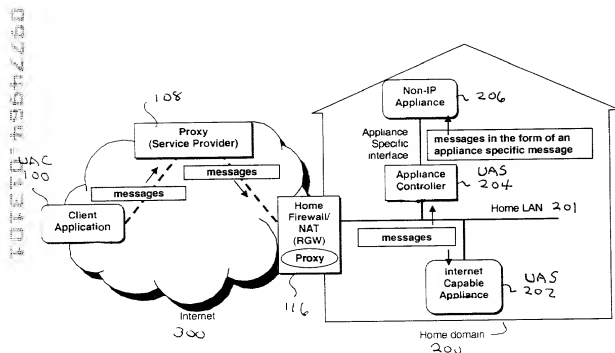 108
Proxy
(Service Provider)
UAC
100
messages
messages
Client
Application
Internet
300
Home
Firewall/
NAT
(RGW)
Proxy
116
Non-IP
Appliance
206
Appliance
Specific
interface
messages in the form of an
appliance specific message
Appliance
Controller
UAS
204
Home LAN 201
messages
Internet
Capable
Appliance
UAS
202
Home domain
200